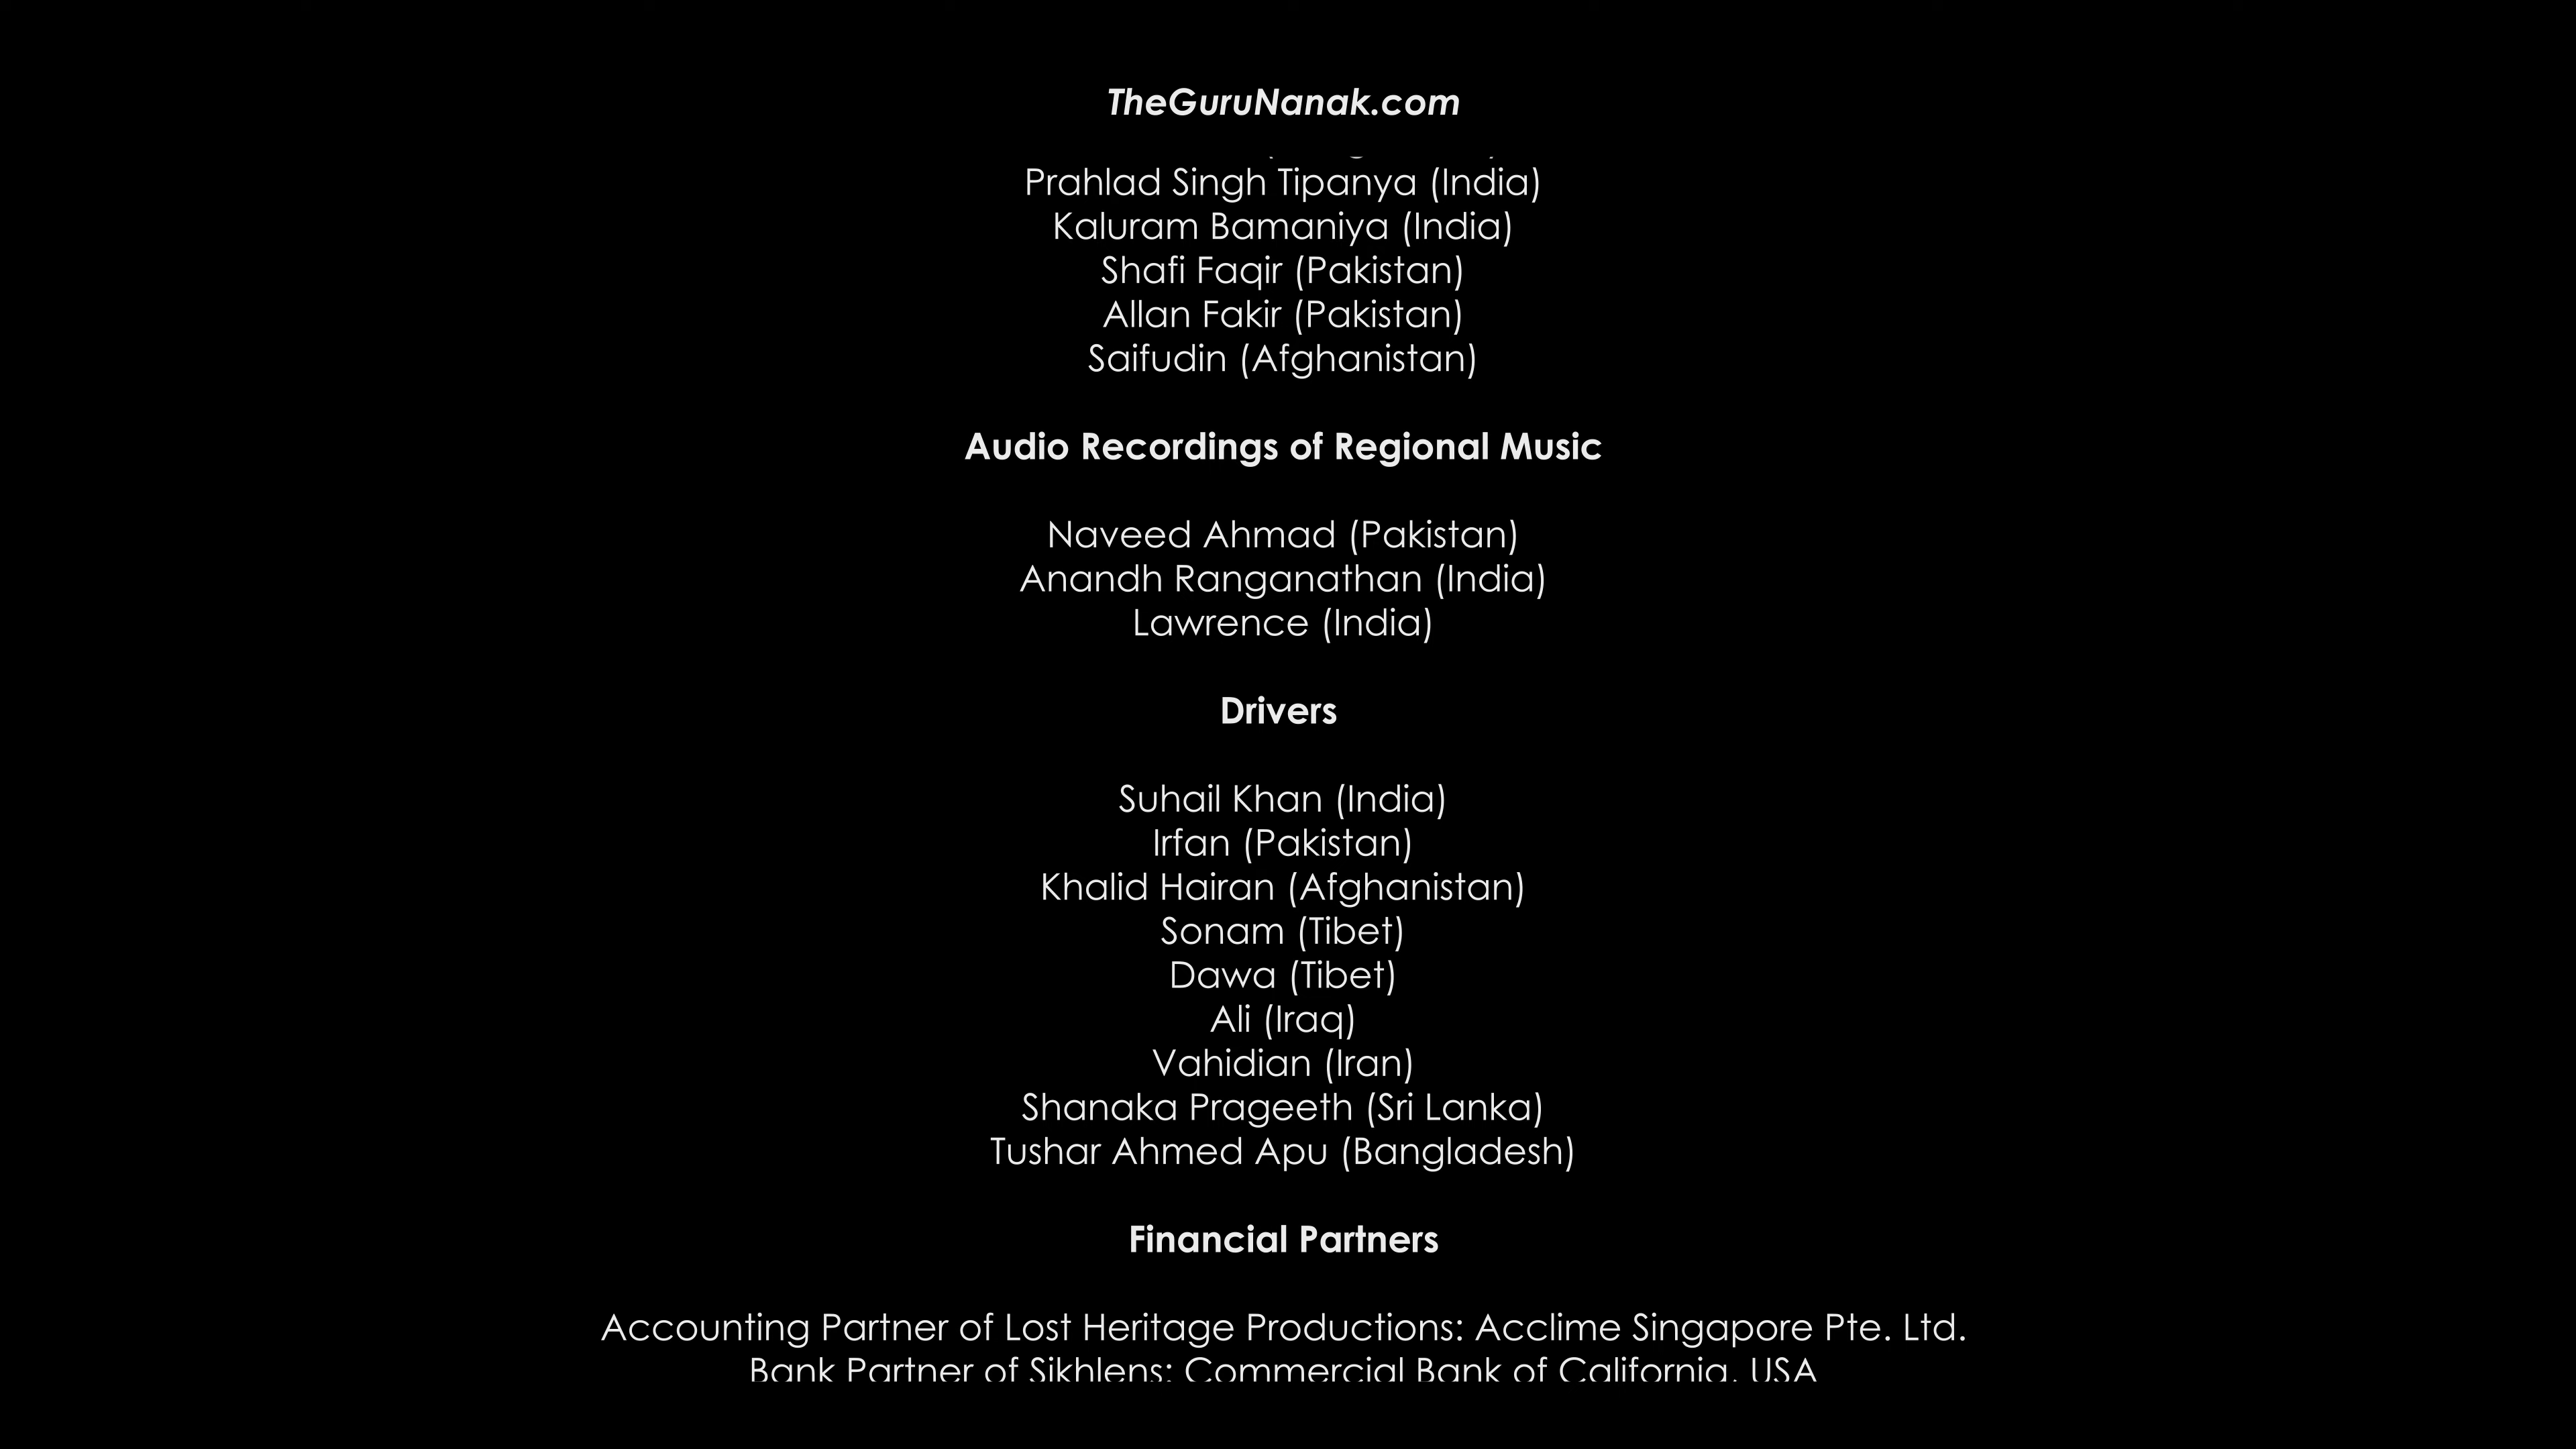 TheGuruNanak.com
Prahlad Singh Tipanya (India)
Kaluram Bamaniya (India)
Shafi Faqir (Pakistan)
Allan Fakir (Pakistan)
Saifudin (Afghanistan)
Audio Recordings of Regional Music
Naveed Ahmad (Pakistan)
Anandh Ranganathan (India)
Lawrence (India)
Drivers
Suhail Khan (India)
Irfan (Pakistan)
Khalid Hairan (Afghanistan)
Sonam (Tibet)
Dawa (Tibet)
Ali (Iraq)
Vahidian (Iran)
Shanaka Prageeth (Sri Lanka)
Tushar Ahmed Apu (Bangladesh)
Financial Partners
Accounting Partner of Lost Heritage Productions: Acclime Singapore Pte. Ltd.
Bank Partner of Sikhlens: Commercial Bank of California, USA